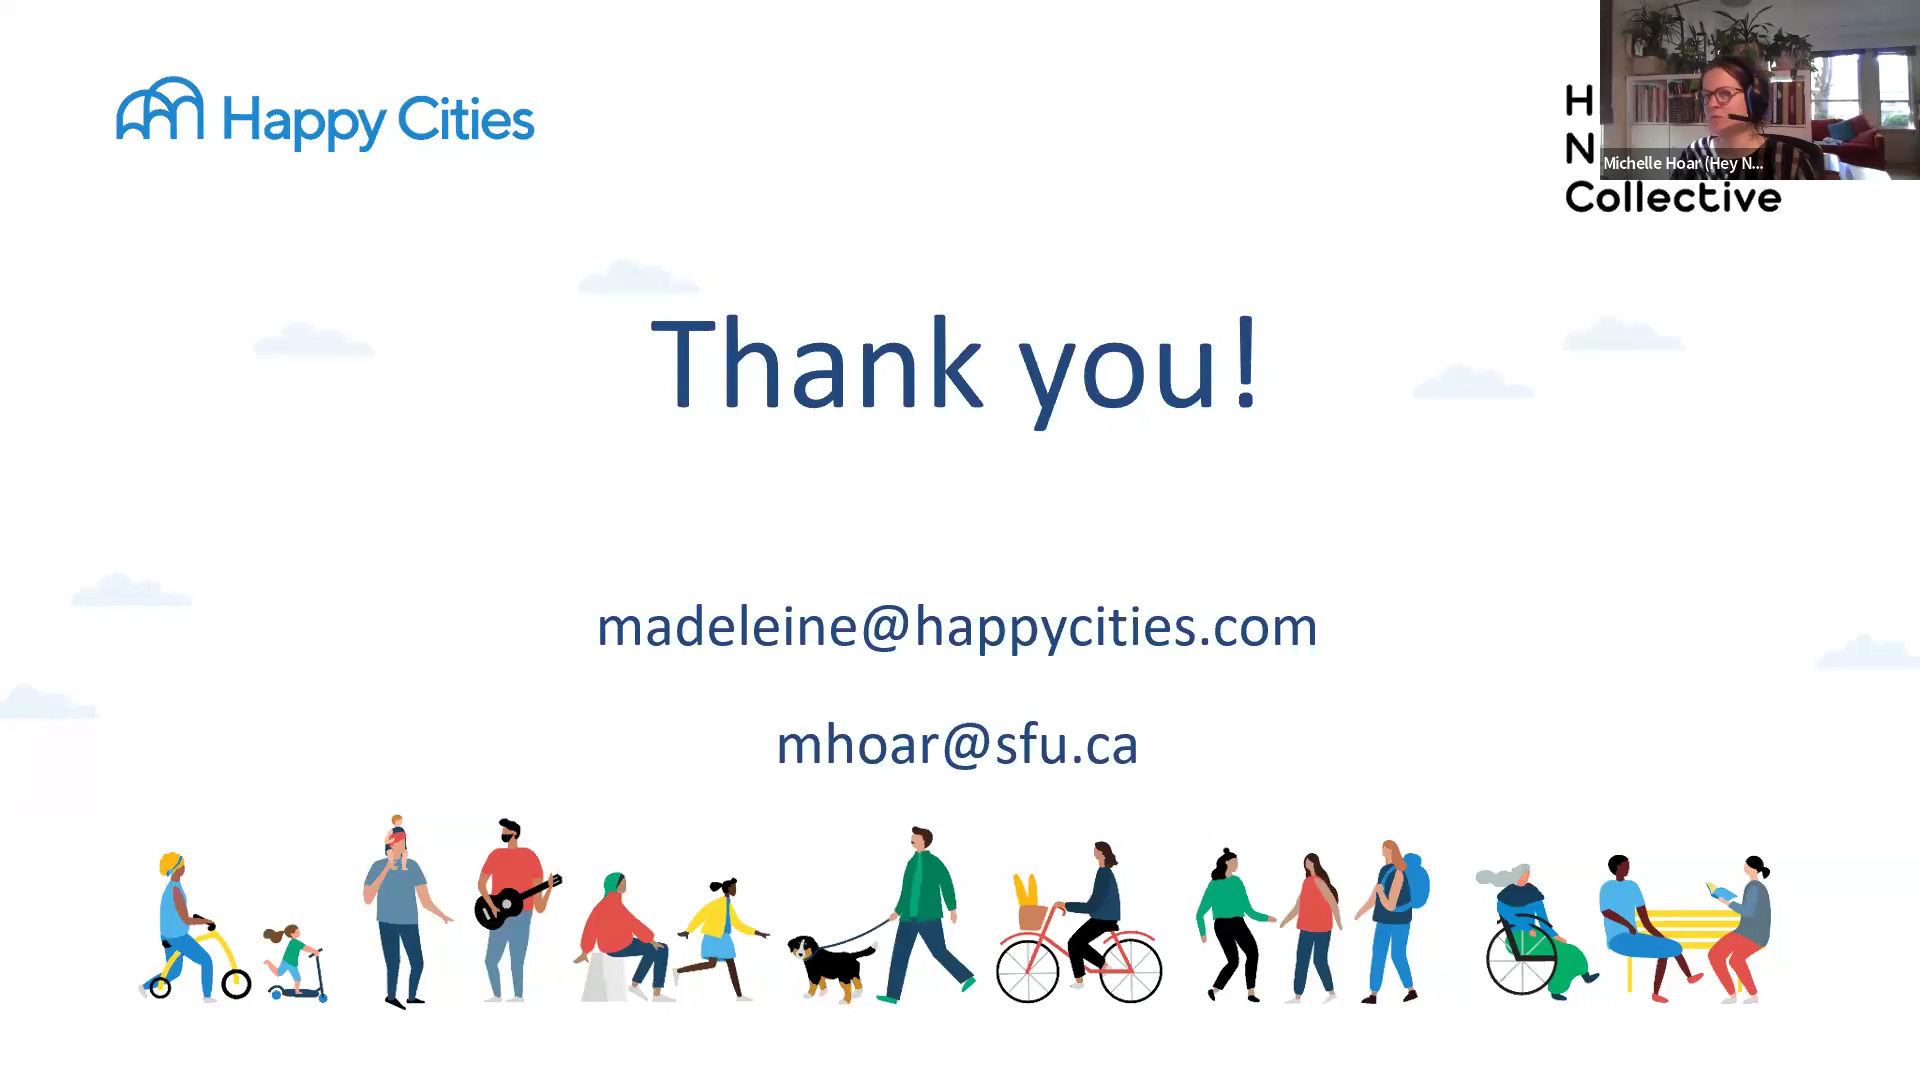 Happy Cities
H
N
Collective
Michelle Hoar (Hey N...
Thank you!
madeleine@happycities.com
mhoar@sfu.ca